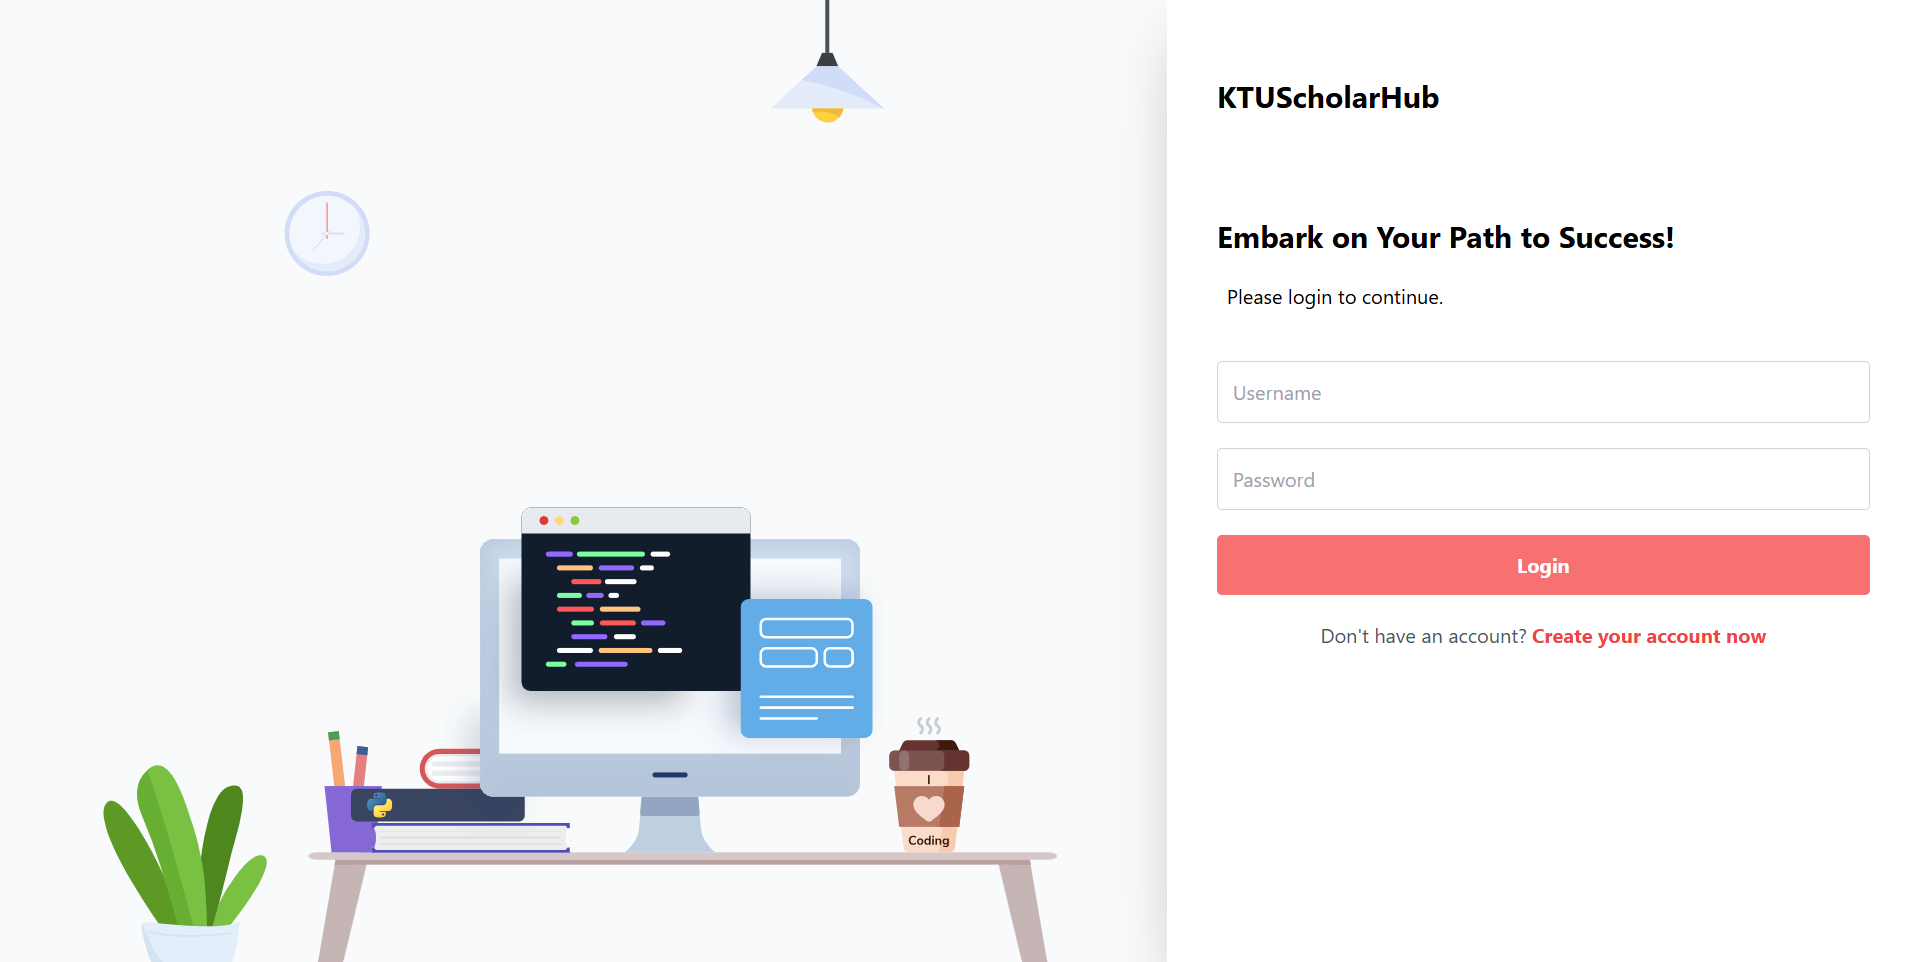 KTUScholarHub
Embark on Your Path to Success!
Please login to continue.
Username
Password
Login
Don't have an account? Create your account now
I
Coding